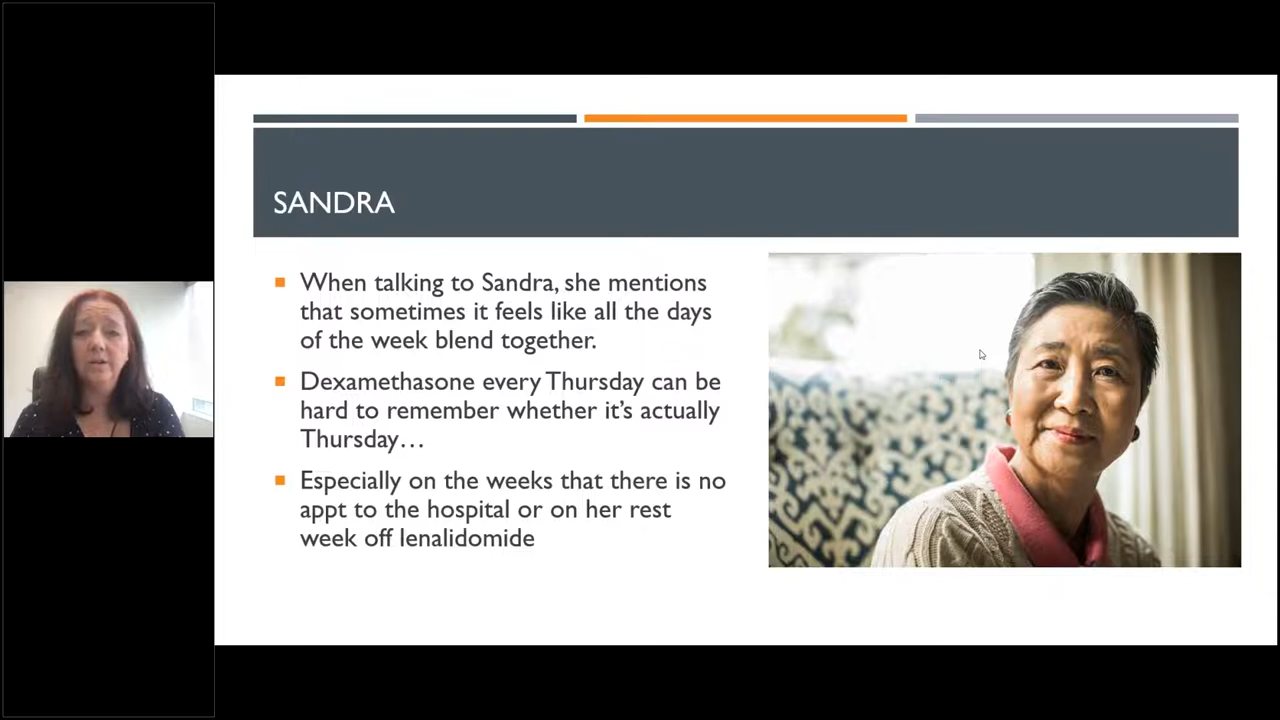 SANDRA
When talking to Sandra, she mentions
that sometimes it feels like all the days
of the week blend together.
Dexamethasone every Thursday can be
hard to remember whether it’s actually
Thursday…
Especially on the weeks that there is no
appt to the hospital or on her rest
week off lenalidomide